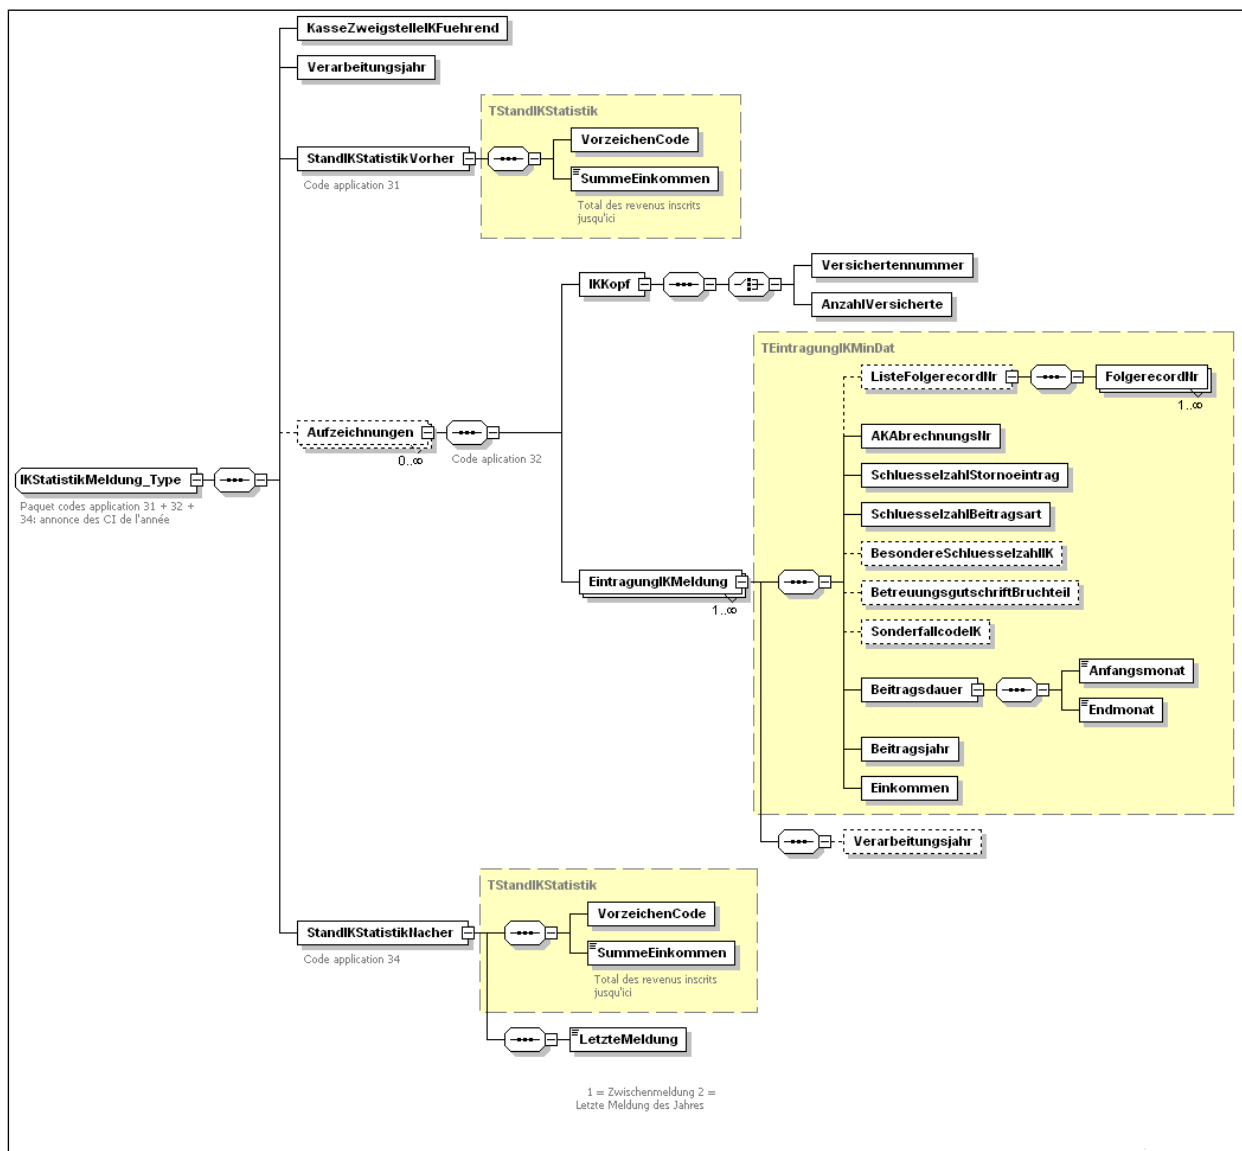 KasseZweigstelleIKFuehrend
Verarbeitungsjahr
TStandIKStatistik
VorzeichenCode
StandIKStatistikVorher
SummeEinkommen
Code application 31
Total des revenus inscrits
jusqu'ici
IKKopf
Versichertennummer
AnzahlVersicherte
TEintragungIKMinDat
ListeFolgerecordNr
FolgerecordNr
1..∞
Aufzeichnungen
0..∞
Code aplication 32
AKAbrechnungsNr
SchluesselzahlStornoeintrag
IKStatistikMeldung_Type
Paquet codes application 31 + 32 +
34: annonce des CI de l'année
SchluesselzahlBeitragsart
BesondereSchluesselzahlIK
EintragungIKMeldung
1..∞
BetreuungsgutschriftBruchteil
SonderfallcodeIK
Anfangsmonat
Beitragsdauer
Endmonat
Beitragsjahr
Einkommen
Verarbeitungsjahr
TStandIKStatistik
VorzeichenCode
StandIKStatistikNacher
SummeEinkommen
Code application 34
Total des revenus inscrits
jusqu'ici
LetzteMeldung
1 = Zwischenmeldung 2 =
Letzte Meldung des Jahres